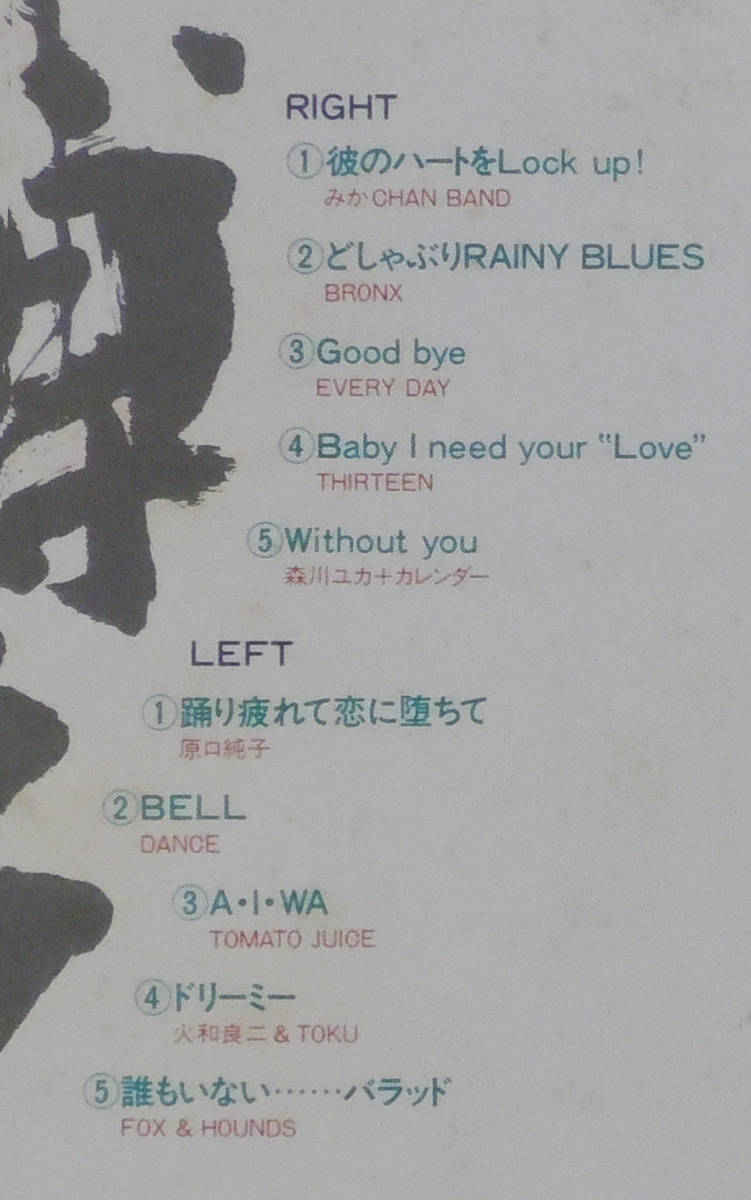 RIGHT
①彼のハートをLock up!
みかCHAN BAND
②どしゃぶりRAINY BLUES
BRONX
③Good bye
EVERY DAY
④Baby I need your “Love”
THIRTEEN
⑤Without you
森川ユカ+カレンダー
LEFT
①踊り疲れて恋に堕ちて
原口純子
②BELL
DANCE
③A・I・WA
TOMATO JUICE
④ドリーミー
火和良二 & TOKU
⑤誰もいない……バラッド
FOX & HOUNDS